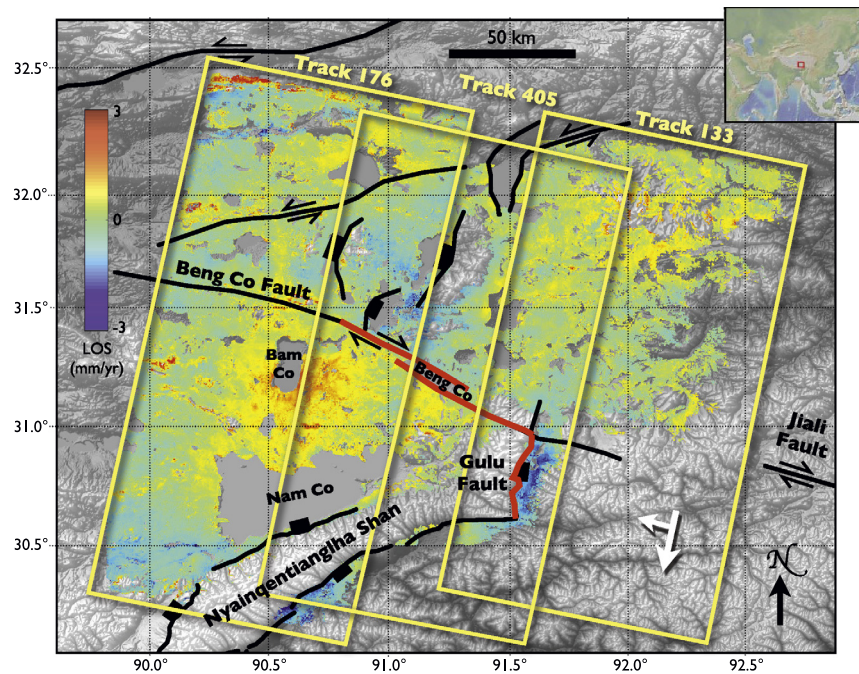 50 km
32.5°
32.0°
31.5°
31.0°
30.5°
90.0°
90.5°
91.0°
91.5°
92.0°
92.5°
3
0
-3
LOS
(mm/yr)
Track 176
Track 405
Track 133
Beng Co Fault
Bam
Co
Beng Co
Nam Co
Gulu
Fault
Nyainqentianglha Shan
Jiali
Fault
N